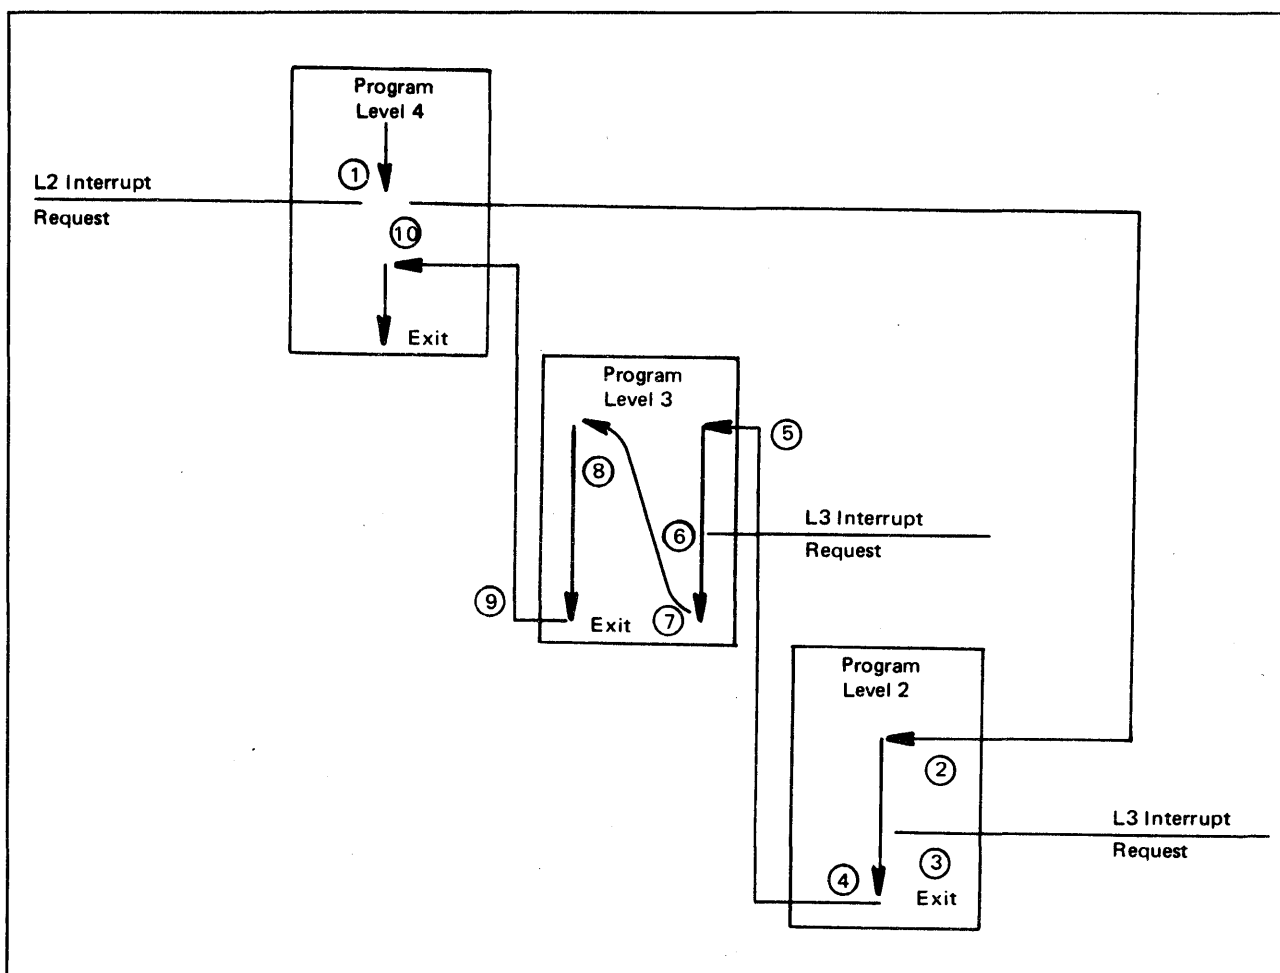 Program
Level 4
1
L2 Interrupt
Request
10
Exit
Program
Level 3
5
8
L3 Interrupt
Request
6
9
Exit
7
Program
Level 2
2
L3 Interrupt
Request
3
4
Exit